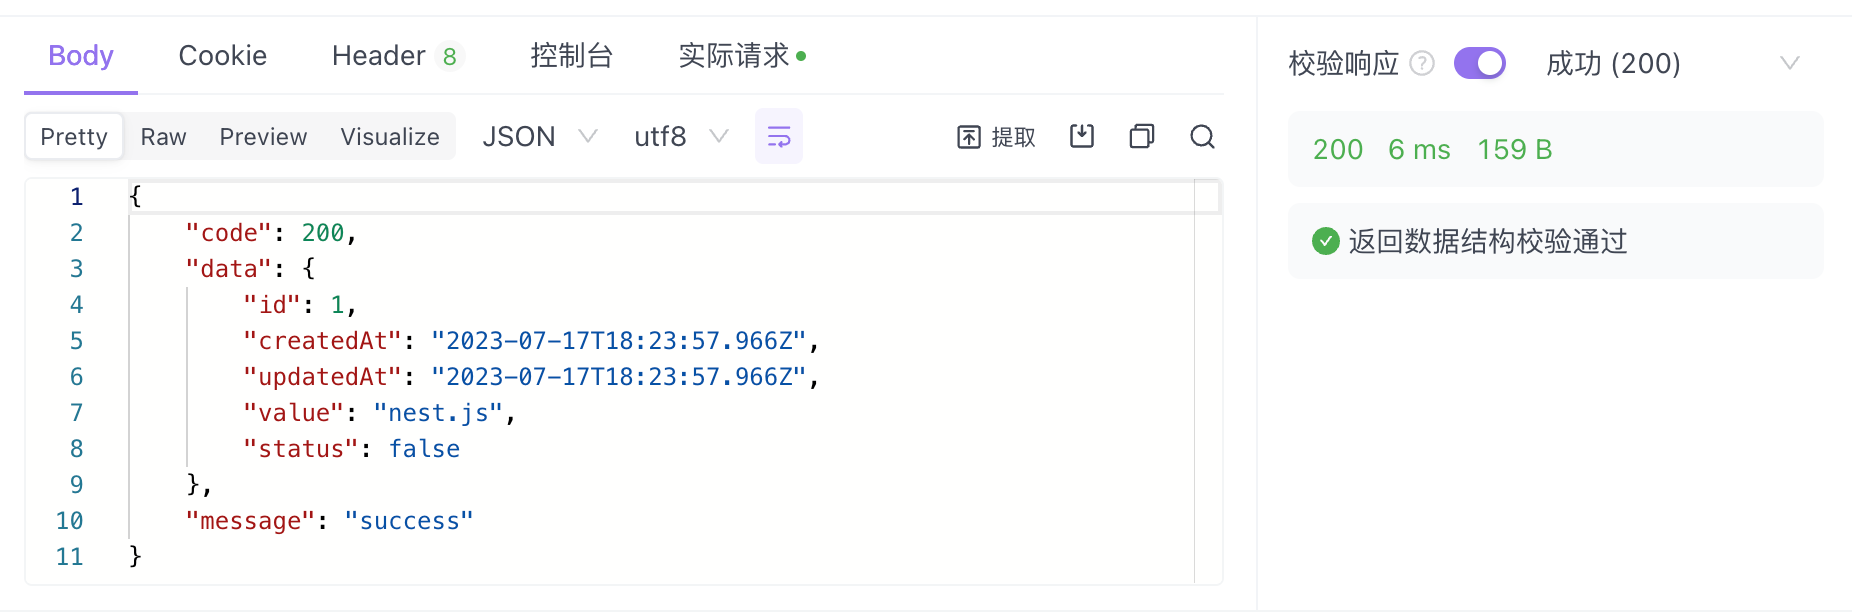 Body Cookie Header 8 控制台 实际请求
Pretty Raw Preview Visualize JSON utf8 提取
1 {
2 "code": 200,
3 "data": {
4 "id": 1,
5 "createdAt": "2023-07-17T18:23:57.966Z",
6 "updatedAt": "2023-07-17T18:23:57.966Z",
7 "value": "nest.js",
8 "status": false
9 },
10 "message": "success"
11 }
校验响应 ? 成功 (200)
200 6 ms 159 B
返回数据结构校验通过